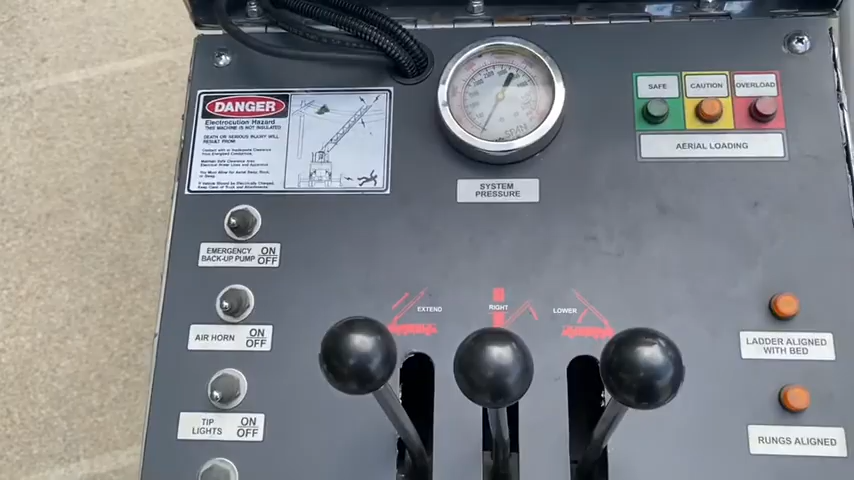 DANGER
Electrocution Hazard
THIS MACHINE IS NOT INSULATED
DEATH OR SERIOUS INJURY WILL
RESULT FROM
SPAN
SYSTEM
PRESSURE
SAFE
CAUTION
OVERLOAD
AERIAL LOADING
EMERGENCY
BACK-UP PUMP
ON
OFF
AIR HORN
ON
OFF
TIP
LIGHTS
ON
OFF
EXTEND
RIGHT
LOWER
LADDER ALIGNED
WITH BED
RUNGS ALIGNED